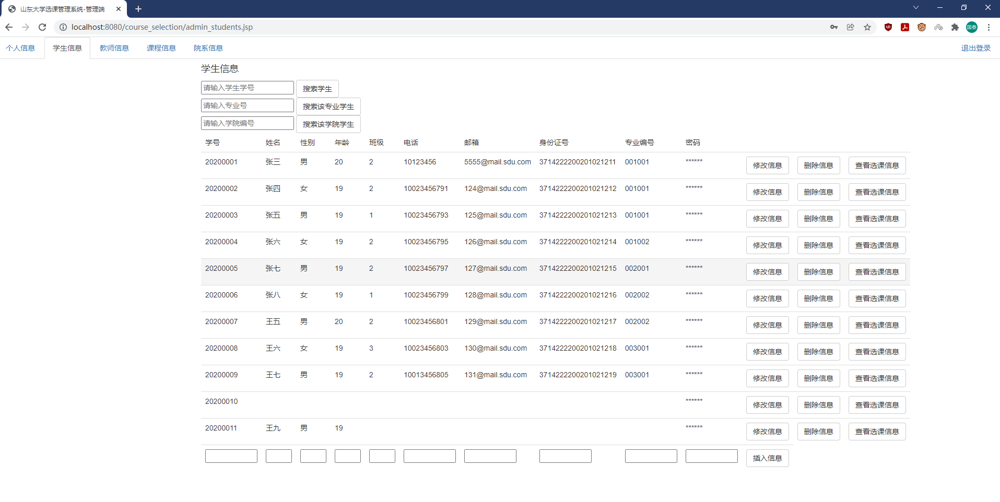 山东大学选课管理系统-管理端
localhost:8080/course_selection/admin_students.jsp
国泰
个人信息 学生信息 教师信息 课程信息 院系信息 退出登录
学生信息
请输入学生学号 搜索学生
请输入专业号 搜索该专业学生
请输入学院编号 搜索该学院学生
学号 姓名 性别 年龄 班级 电话 邮箱 身份证号 专业编号 密码
20200001 张三 男 20 2 10123456 5555@mail.sdu.com 3714222200201021211 001001 ****** 修改信息 删除信息 查看选课信息
20200002 张四 女 19 2 10023456791 124@mail.sdu.com 3714222200201021212 001001 ****** 修改信息 删除信息 查看选课信息
20200003 张五 男 19 1 10023456793 125@mail.sdu.com 3714222200201021213 001001 ****** 修改信息 删除信息 查看选课信息
20200004 张六 女 19 2 10023456795 126@mail.sdu.com 3714222200201021214 001002 ****** 修改信息 删除信息 查看选课信息
20200005 张七 男 19 2 10023456797 127@mail.sdu.com 3714222200201021215 002001 ****** 修改信息 删除信息 查看选课信息
20200006 张八 女 19 1 10023456799 128@mail.sdu.com 3714222200201021216 002002 ****** 修改信息 删除信息 查看选课信息
20200007 王五 男 20 2 10023456801 129@mail.sdu.com 3714222200201021217 002002 ****** 修改信息 删除信息 查看选课信息
20200008 王六 女 19 3 10023456803 130@mail.sdu.com 3714222200201021218 003001 ****** 修改信息 删除信息 查看选课信息
20200009 王七 男 19 2 10013456805 131@mail.sdu.com 3714222200201021219 003001 ****** 修改信息 删除信息 查看选课信息
20200010 ****** 修改信息 删除信息 查看选课信息
20200011 王九 男 19 ****** 修改信息 删除信息 查看选课信息
插入信息